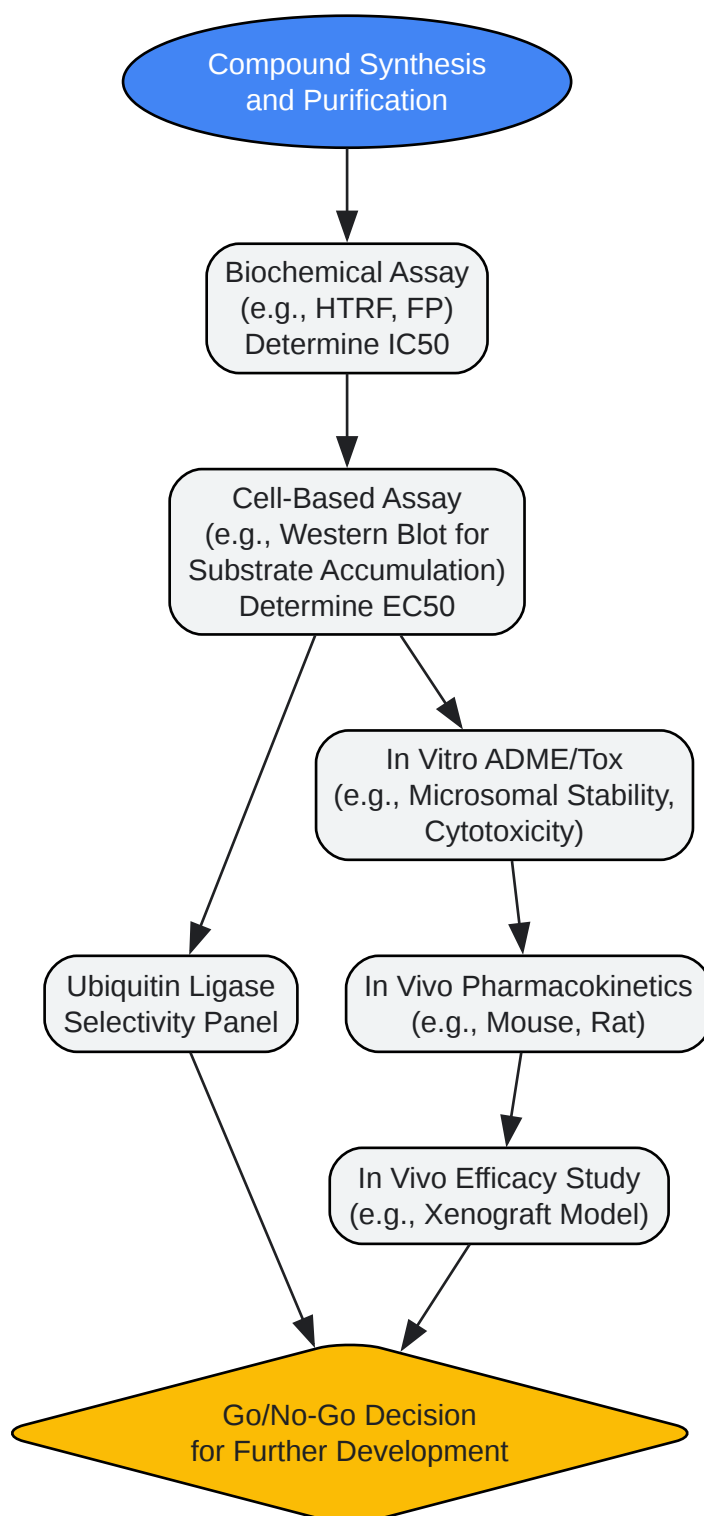 Compound Synthesis
and Purification
Biochemical Assay
(e.g., HTRF, FP)
Determine IC50
Cell-Based Assay
(e.g., Western Blot for
Substrate Accumulation)
Determine EC50
In Vitro ADME/Tox
(e.g., Microsomal Stability,
Cytotoxicity)
Ubiquitin Ligase
Selectivity Panel
In Vivo Pharmacokinetics
(e.g., Mouse, Rat)
In Vivo Efficacy Study
(e.g., Xenograft Model)
Go/No-Go Decision
for Further Development